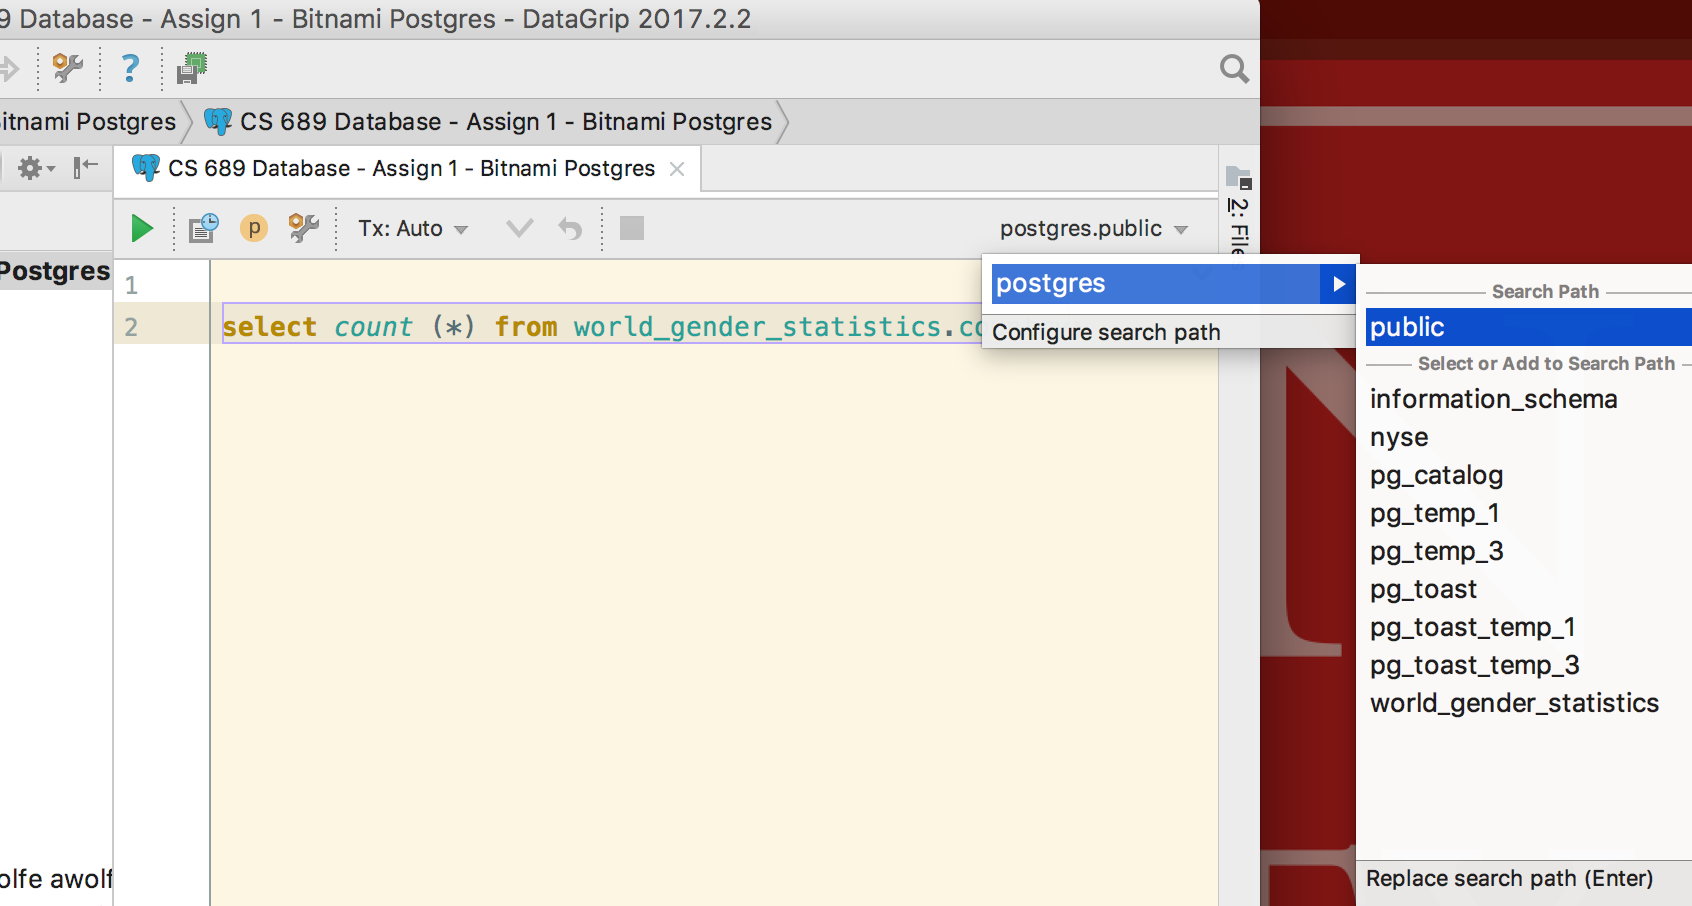 9 Database - Assign 1 - Bitnami Postgres - DataGrip 2017.2.2
?
itnami Postgres
CS 689 Database - Assign 1 - Bitnami Postgres
CS 689 Database - Assign 1 - Bitnami Postgres
p
Tx: Auto
postgres.public
2: Files
Postgres
1
2 select count (*) from world_gender_statistics.co
postgres
Configure search path
Search Path
public
Select or Add to Search Path
information_schema
nyse
pg_catalog
pg_temp_1
pg_temp_3
pg_toast
pg_toast_temp_1
pg_toast_temp_3
world_gender_statistics
Replace search path (Enter)
olfe awolf